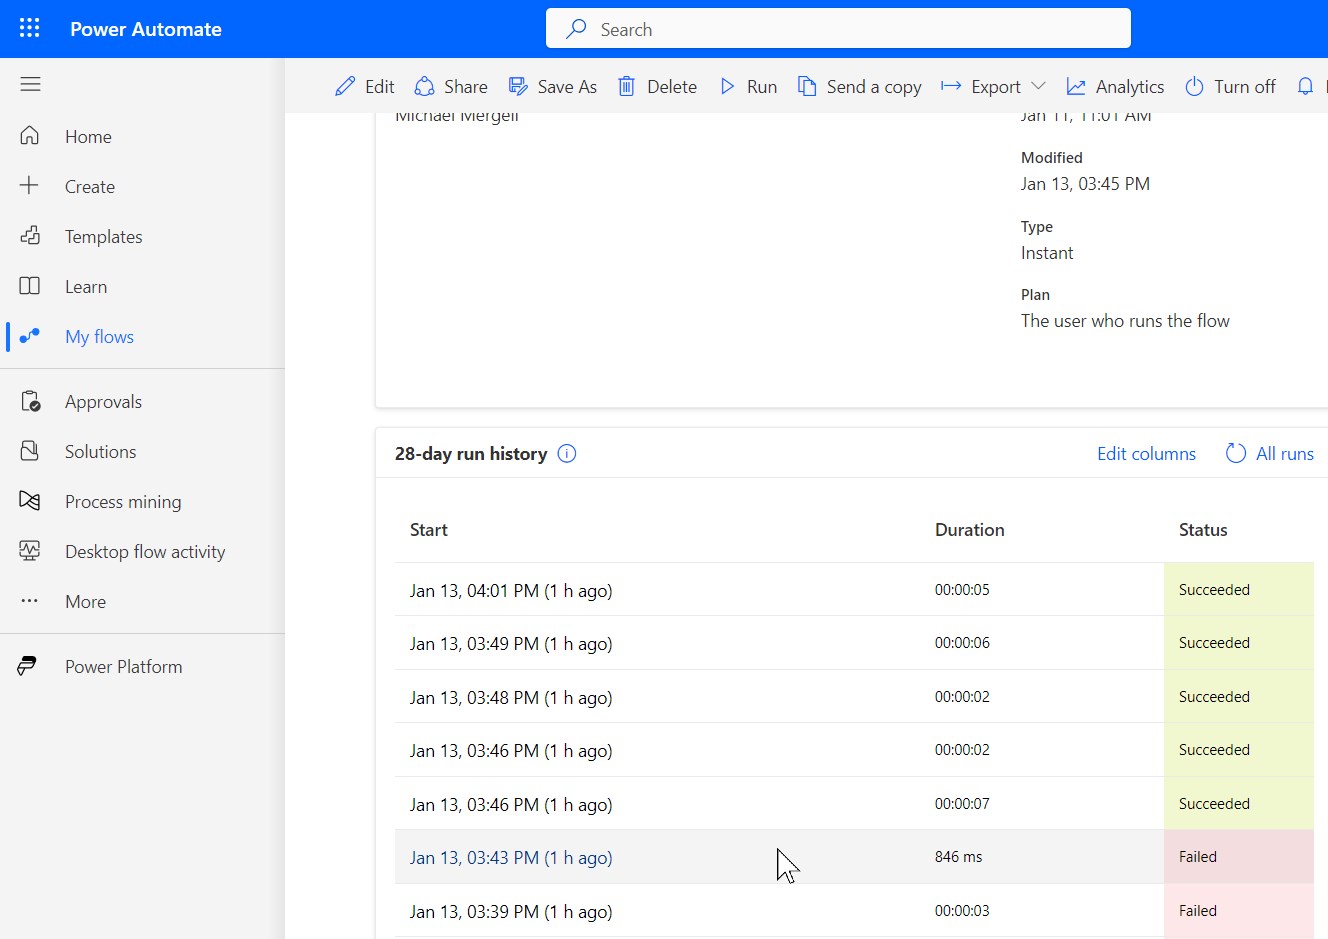 Power Automate
Search
Edit Share Save As Delete Run Send a copy Export Analytics Turn off
Home
Create
Templates
Learn
My flows
Approvals
Solutions
Process mining
Desktop flow activity
More
Power Platform
Michael Mergell
Jan 11, 11:01 AM
Modified
Jan 13, 03:45 PM
Type
Instant
Plan
The user who runs the flow
28-day run history Edit columns All runs
Start Duration Status
Jan 13, 04:01 PM (1 h ago) 00:00:05 Succeeded
Jan 13, 03:49 PM (1 h ago) 00:00:06 Succeeded
Jan 13, 03:48 PM (1 h ago) 00:00:02 Succeeded
Jan 13, 03:46 PM (1 h ago) 00:00:02 Succeeded
Jan 13, 03:46 PM (1 h ago) 00:00:07 Succeeded
Jan 13, 03:43 PM (1 h ago) 846 ms Failed
Jan 13, 03:39 PM (1 h ago) 00:00:03 Failed